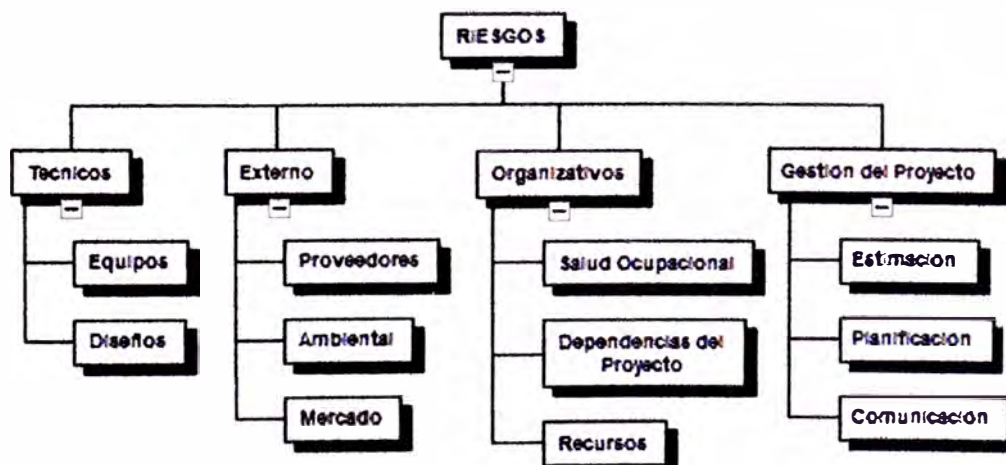 RIESGOS
Tecnicos
Externo
Organizativos
Gestion del Proyecto
Equipos
Diseños
Proveedores
Ambiental
Mercado
Salud Ocupacional
Dependencias del
Proyecto
Recursos
Estimacion
Planificacion
Comunicacion